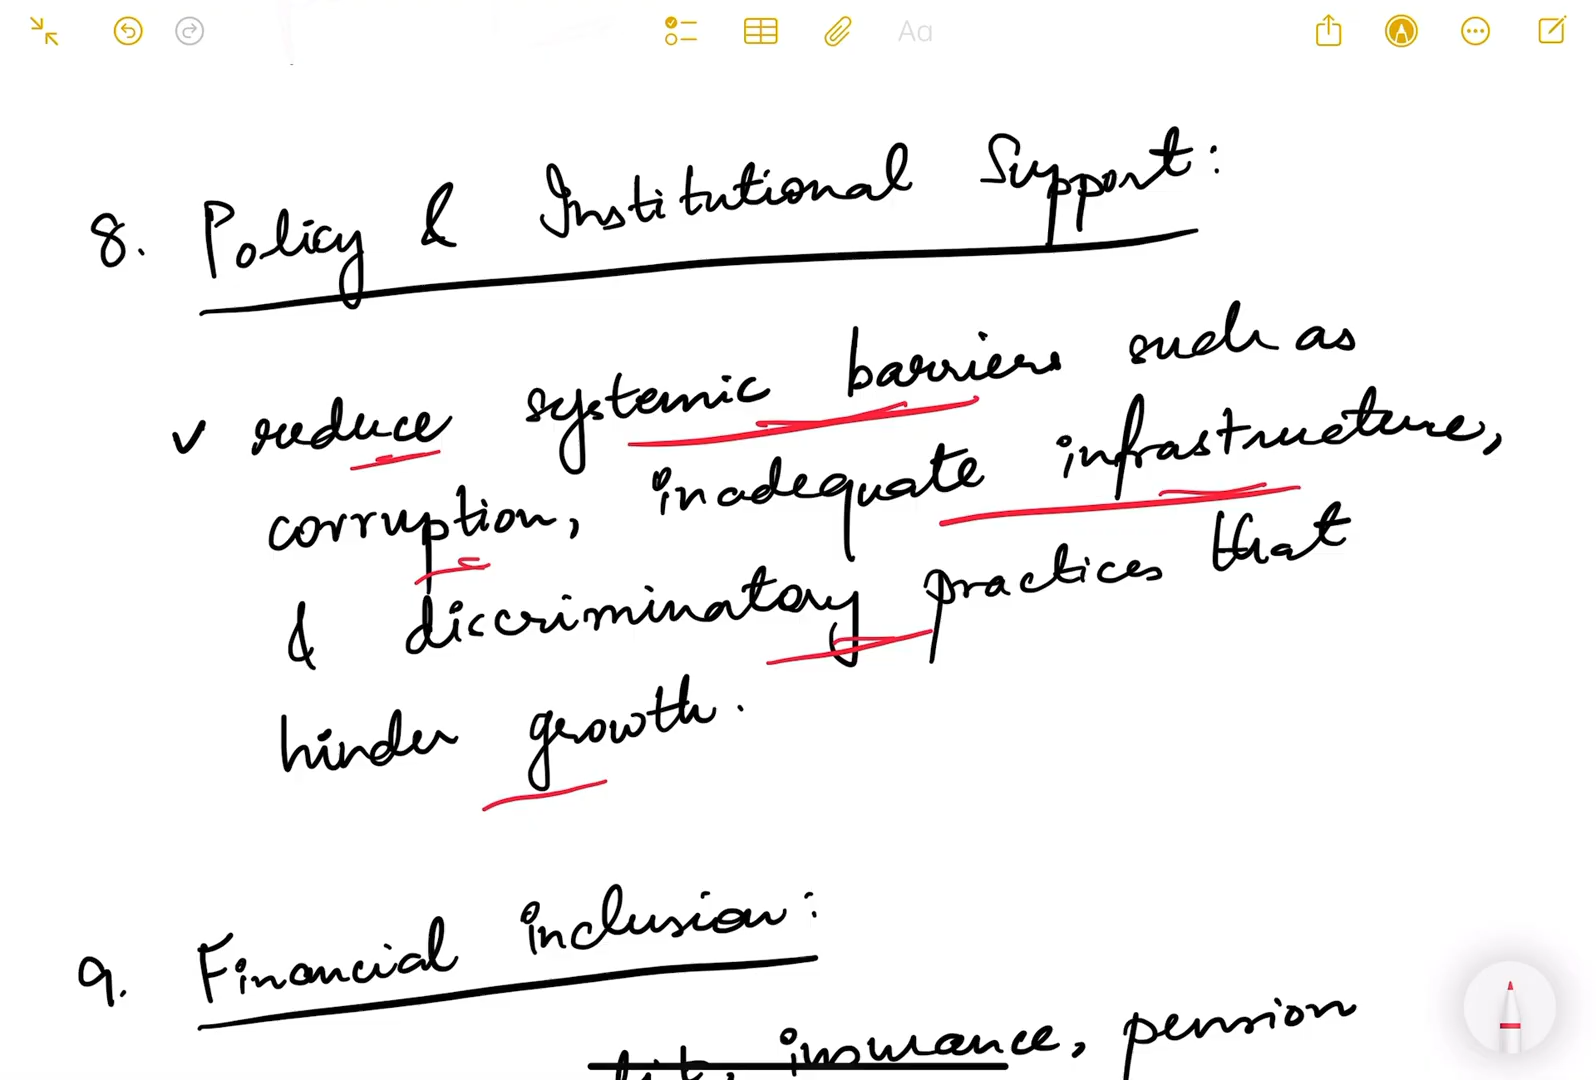 Aa
8. Policy & Institutional Support:
✓ reduce systemic barriers such as
corruption, inadequate infrastructure,
& discriminatory practices that
hinder growth.
9. Financial inclusion:
insurance, pension